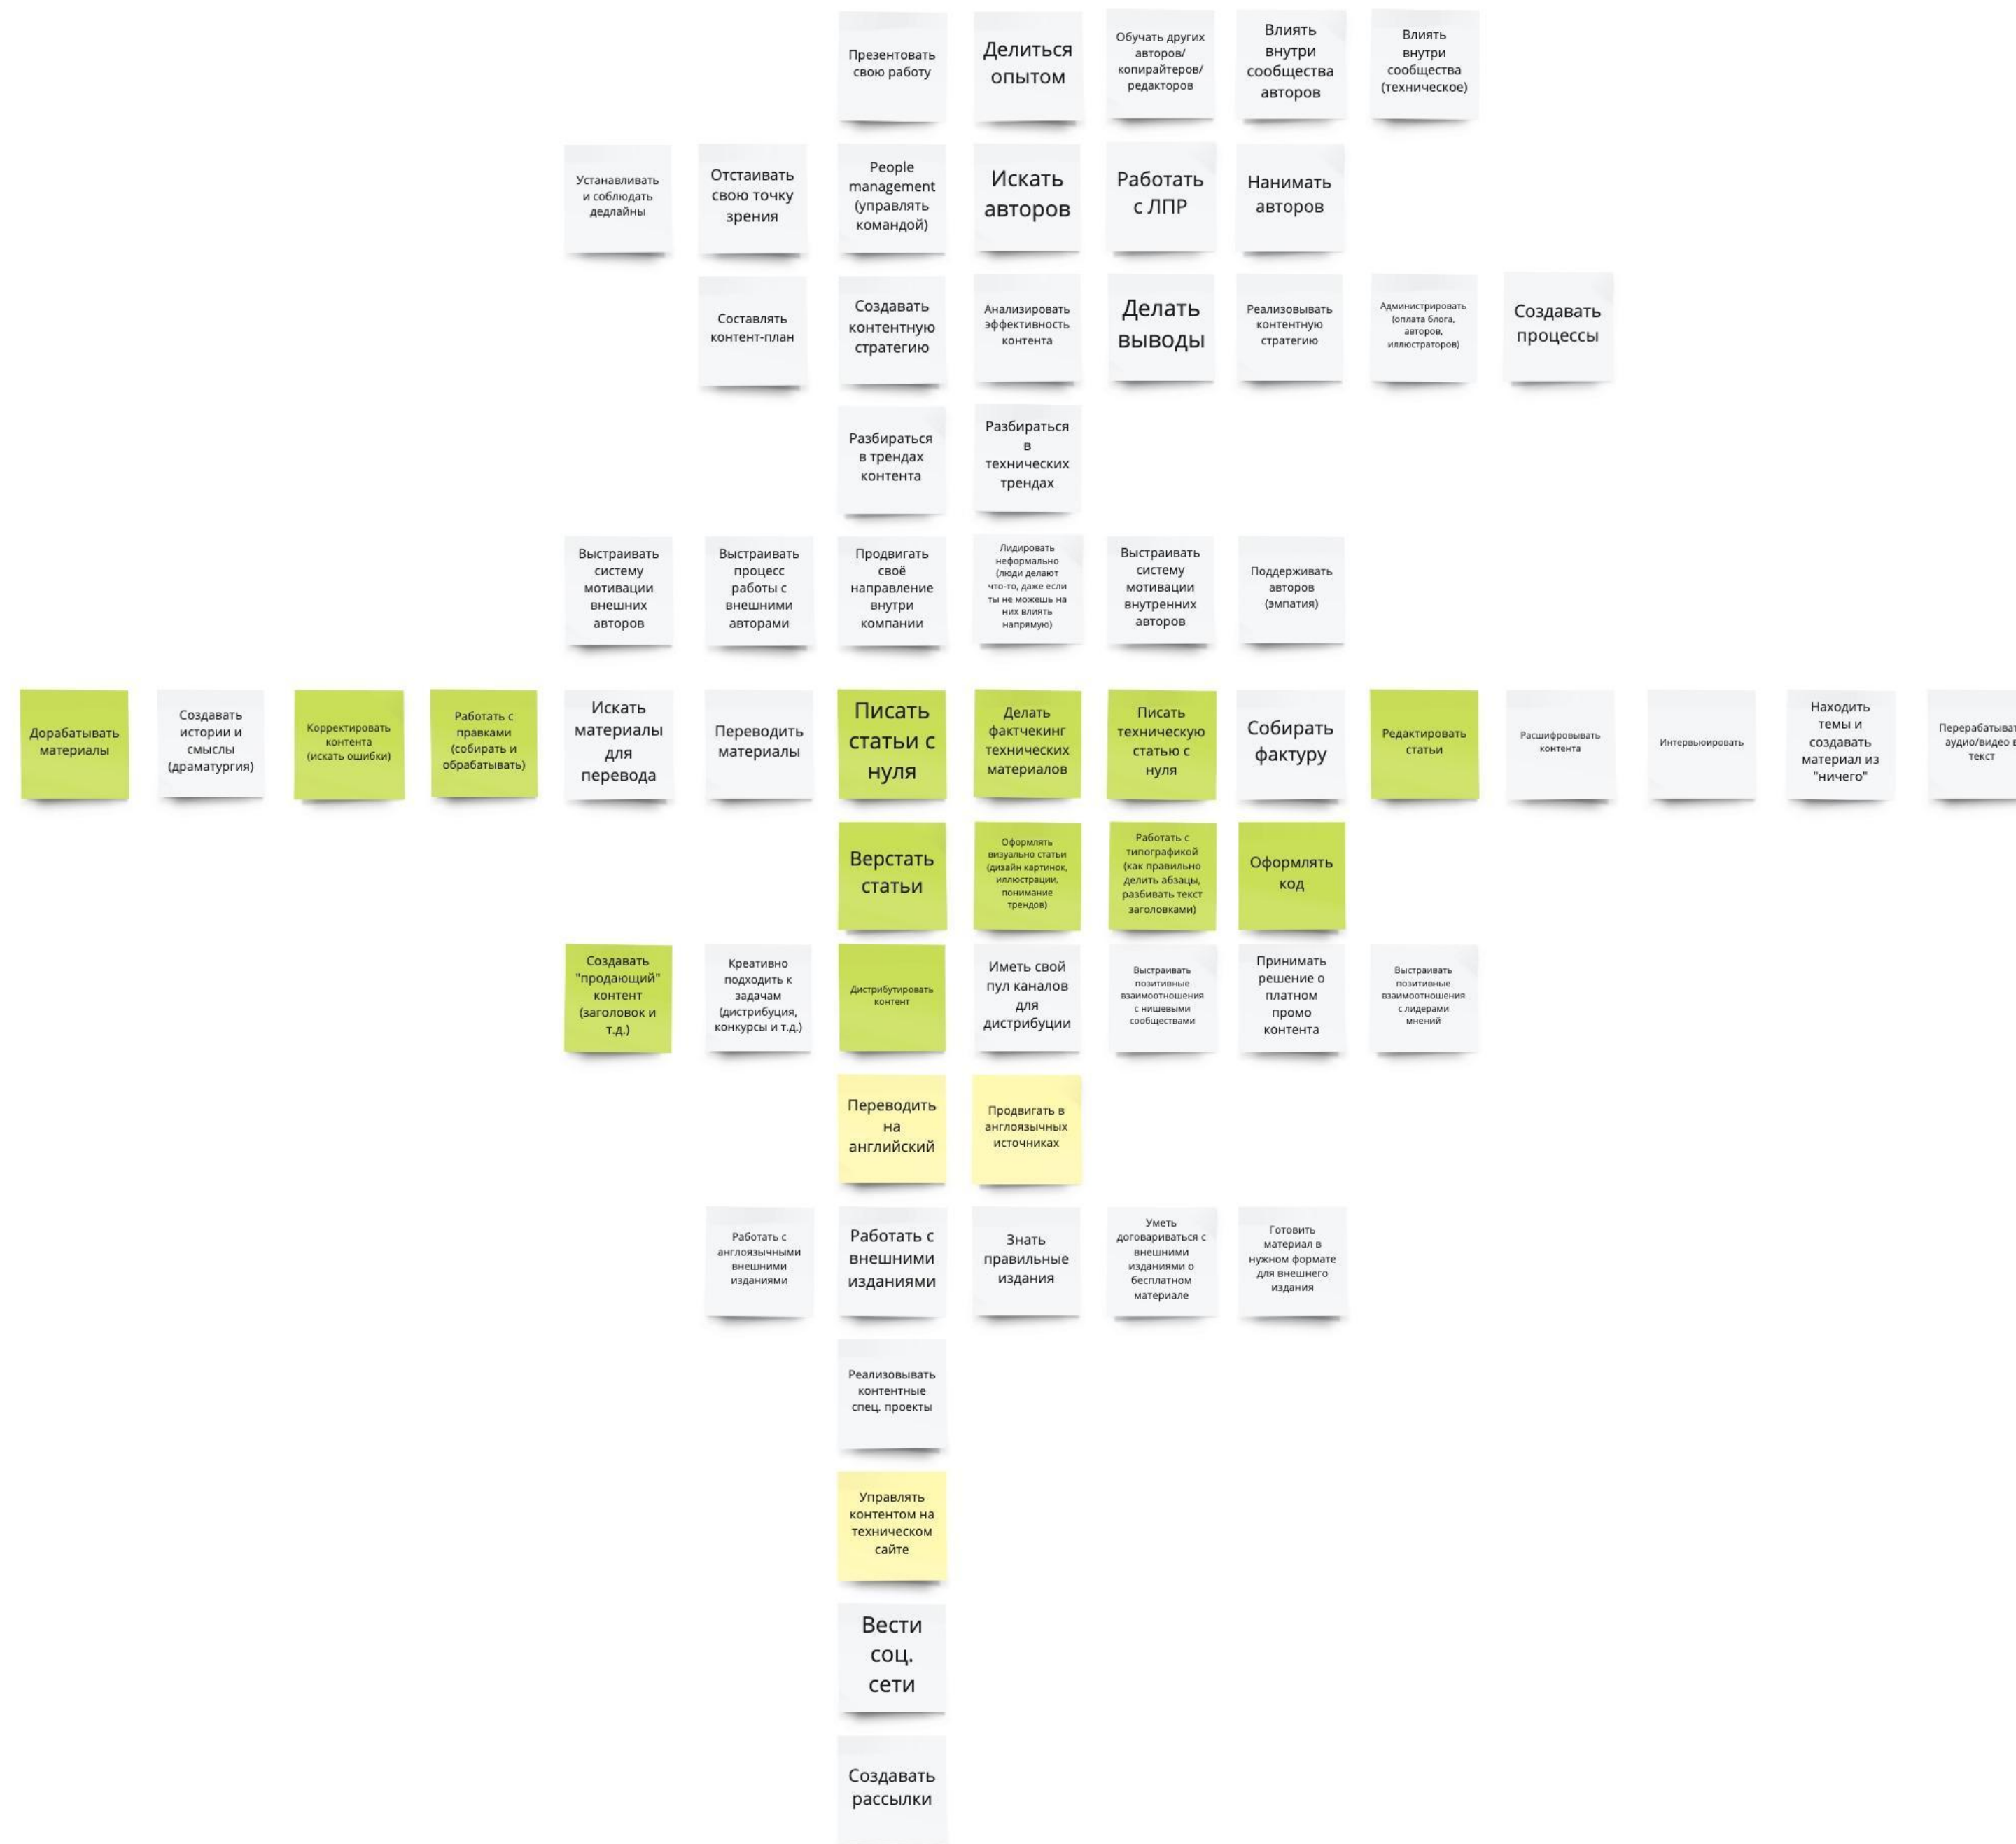 Презентовать
свою работу
Делиться
опытом
Обучать других
авторов/
копирайтеров/
редакторов
Влиять
внутри
сообщества
авторов
Влиять
внутри
сообщества
(техническое)
Устанавливать
и соблюдать
дедлайны
Отстаивать
свою точку
зрения
People
management
(управлять
командой)
Искать
авторов
Работать
с ЛПР
Нанимать
авторов
Составлять
контент-план
Создавать
контентную
стратегию
Анализировать
эффективность
контента
Делать
выводы
Реализовывать
контентную
стратегию
Администрировать
(оплата блога,
авторов,
иллюстраторов)
Создавать
процессы
Разбираться
в трендах
контента
Разбираться
в
технических
трендах
Выстраивать
систему
мотивации
внешних
авторов
Выстраивать
процесс
работы с
внешними
авторами
Продвигать
своё
направление
внутри
компании
Лидировать
неформально
(люди делают
что-то, даже если
ты не можешь на
них влиять
напрямую)
Выстраивать
систему
мотивации
внутренних
авторов
Поддерживать
авторов
(эмпатия)
Дорабатывать
материалы
Создавать
истории и
смыслы
(драматургия)
Корректировать
контента
(искать ошибки)
Работать с
правками
(собирать и
обрабатывать)
Искать
материалы
для
перевода
Переводить
материалы
Писать
статьи с
нуля
Делать
фактчекинг
технических
материалов
Писать
техническую
статью с
нуля
Собирать
фактуру
Редактировать
статьи
Расшифровывать
контента
Интервьюировать
Находить
темы и
создавать
материал из
"ничего"
аудио/видео
текст
Верстать
статьи
Оформлять
визуально статьи
(дизайн картинок,
иллюстрации,
понимание
трендов)
Работать с
типографикой
(как правильно
делить абзацы,
разбивать текст
заголовками)
Оформлять
код
Создавать
"продающий"
контент
(заголовок и
т.д.)
Креативно
подходить к
задачам
(дистрибуция,
конкурсы и т.д.)
Дистрибутировать
контент
Иметь свой
пул каналов
для
дистрибуции
Выстраивать
позитивные
взаимоотношения
с нишевыми
сообществами
Принимать
решение о
платном
промо
контента
Выстраивать
позитивные
взаимоотношения
с лидерами
мнений
Переводить
на
английский
Продвигать в
англоязычных
источниках
Работать с
англоязычными
внешними
изданиями
Работать с
внешними
изданиями
Знать
правильные
издания
Уметь
договариваться с
внешними
изданиями о
бесплатном
материале
Готовить
материал в
нужном формате
для внешнего
издания
Реализовывать
контентные
спец. проекты
Управлять
контентом на
техническом
сайте
Вести
соц.
сети
Создавать
рассылки